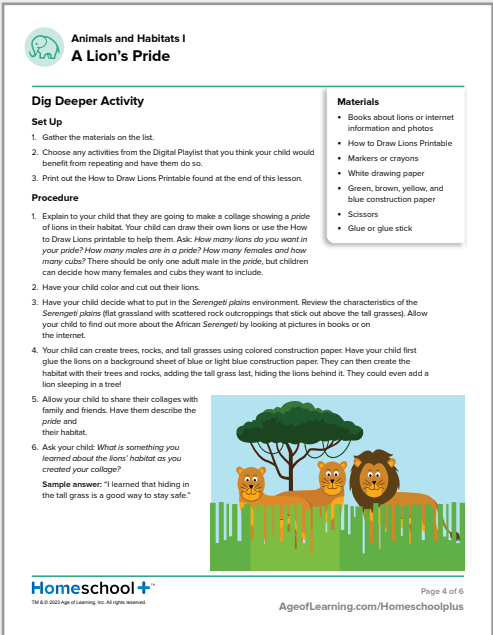 Animals and Habitats I
A Lion's Pride
Dig Deeper Activity
Set Up
1. Gather the materials on the list.
2. Choose any activities from the Digital Playlist that you think your child would
benefit from repeating and have them do so.
3. Print out the How to Draw Lions Printable found at the end of this lesson.
Procedure
1. Explain to your child that they are going to make a collage showing a pride
of lions in their habitat. Your child can draw their own lions or use the How
to Draw Lions printable to help them. Ask: How many lions do you want in
your pride? How many males are in a pride? How many females and how
many cubs? There should be only one adult male in the pride, but children
can decide how many females and cubs they want to include.
2. Have your child color and cut out their lions.
3. Have your child decide what to put in the Serengeti plains environment. Review the characteristics of the
Serengeti plains (flat grassland with scattered rock outcroppings that stick out above the tall grasses). Allow
your child to find out more about the African Serengeti by looking at pictures in books or on
the internet.
4. Your child can create trees, rocks, and tall grasses using colored construction paper. Have your child first
glue the lions on a background sheet of blue or light blue construction paper. They can then create the
habitat with their trees and rocks, adding the tall grass last, hiding the lions behind it. They could even add a
lion sleeping in a tree!
5. Allow your child to share their collages with
family and friends. Have them describe the
pride and
their habitat.
6. Ask your child: What is something you
learned about the lions' habitat as you
created your collage?
Sample answer: "I learned that hiding in
the tall grass is a good way to stay safe."
Materials
• Books about lions or internet
information and photos
• How to Draw Lions Printable
• Markers or crayons
• White drawing paper
• Green, brown, yellow, and
blue construction paper
• Scissors
• Glue or glue stick
Homeschool+™
TM & © 2023 Age of Learning, Inc. All rights reserved.
Page 4 of 6
AgeofLearning.com/Homeschoolplus